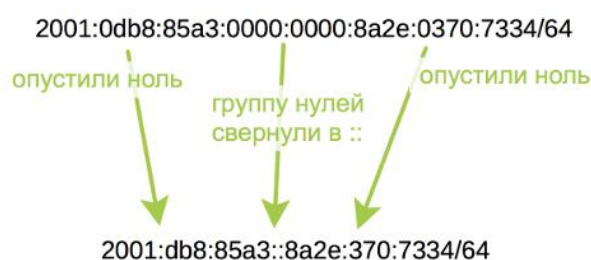 2001:0db8:85a3:0000:0000:8a2e:0370:7334/64
опустили ноль
опустили ноль
группу нулей
свернули в ::
2001:db8:85a3::8a2e:370:7334/64